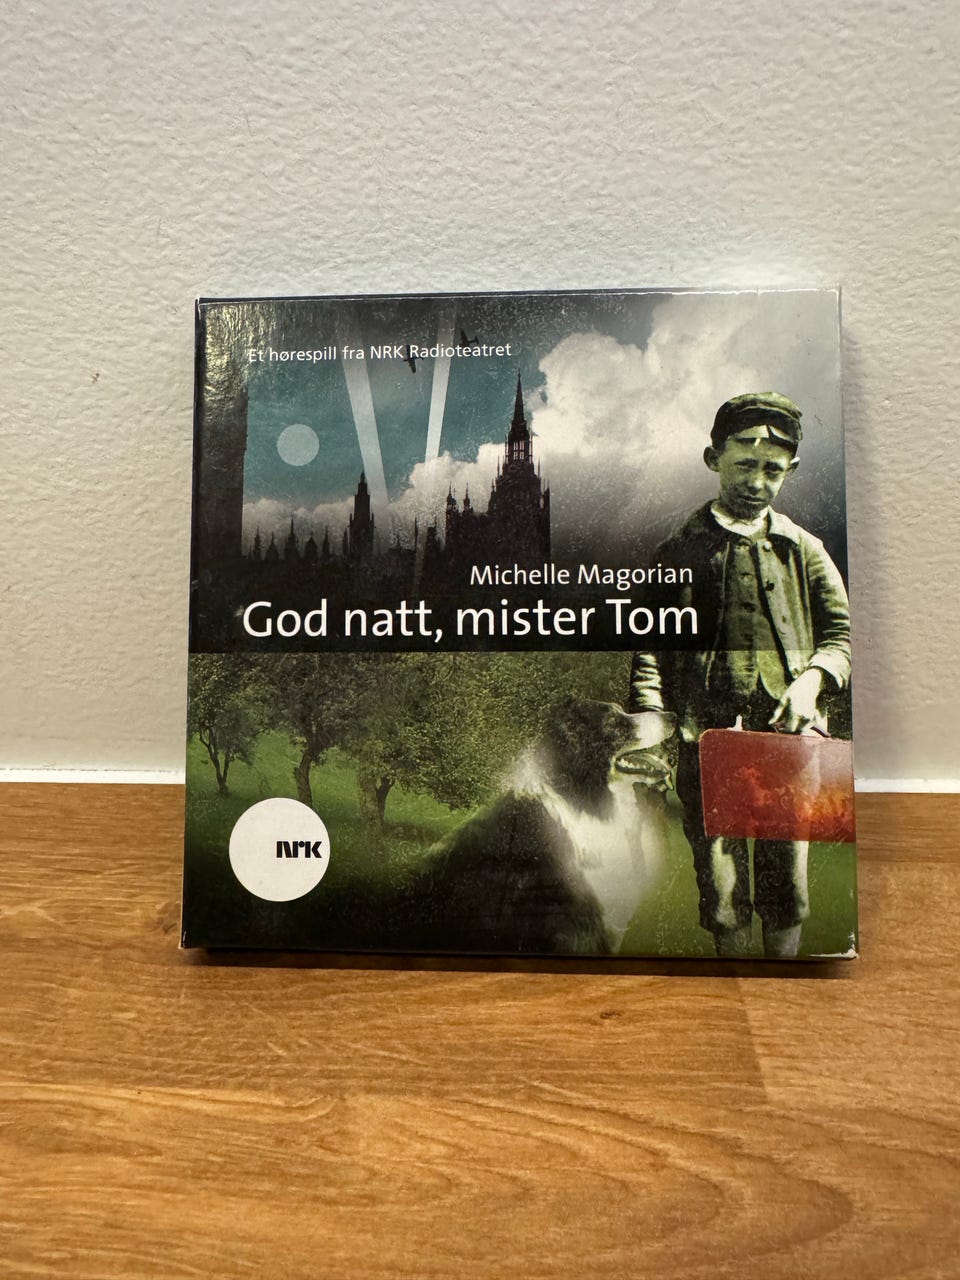 Et hørespill fra NRK Radioteatret
Michelle Magorian
God natt, mister Tom
NRK